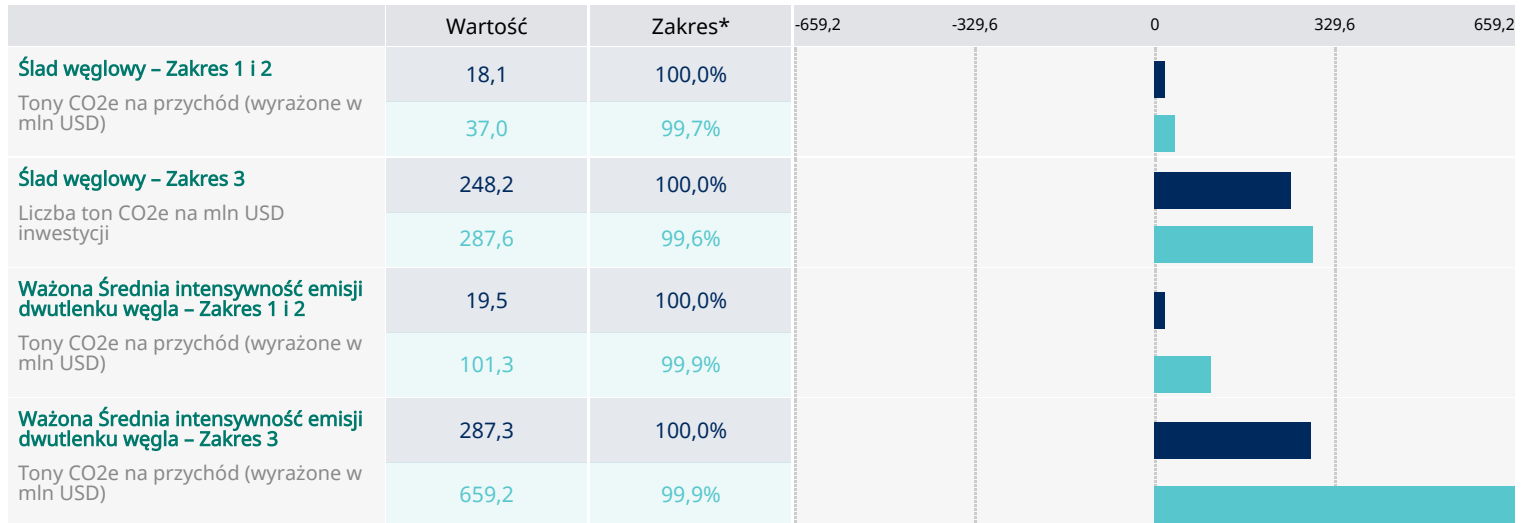 Wartość Zakres* -659,2 -329,6 0 329,6 659,2
Ślad węglowy – Zakres 1 i 2
Tony CO2e na przychód (wyrażone w
mln USD)
18,1 100,0%
37,0 99,7%
Ślad węglowy – Zakres 3
Liczba ton CO2e na mln USD
inwestycji
248,2 100,0%
287,6 99,6%
Ważona Średnia intensywność emisji
dwutlenku węgla – Zakres 1 i 2
Tony CO2e na przychód (wyrażone w
mln USD)
19,5 100,0%
101,3 99,9%
Ważona Średnia intensywność emisji
dwutlenku węgla – Zakres 3
Tony CO2e na przychód (wyrażone w
mln USD)
287,3 100,0%
659,2 99,9%